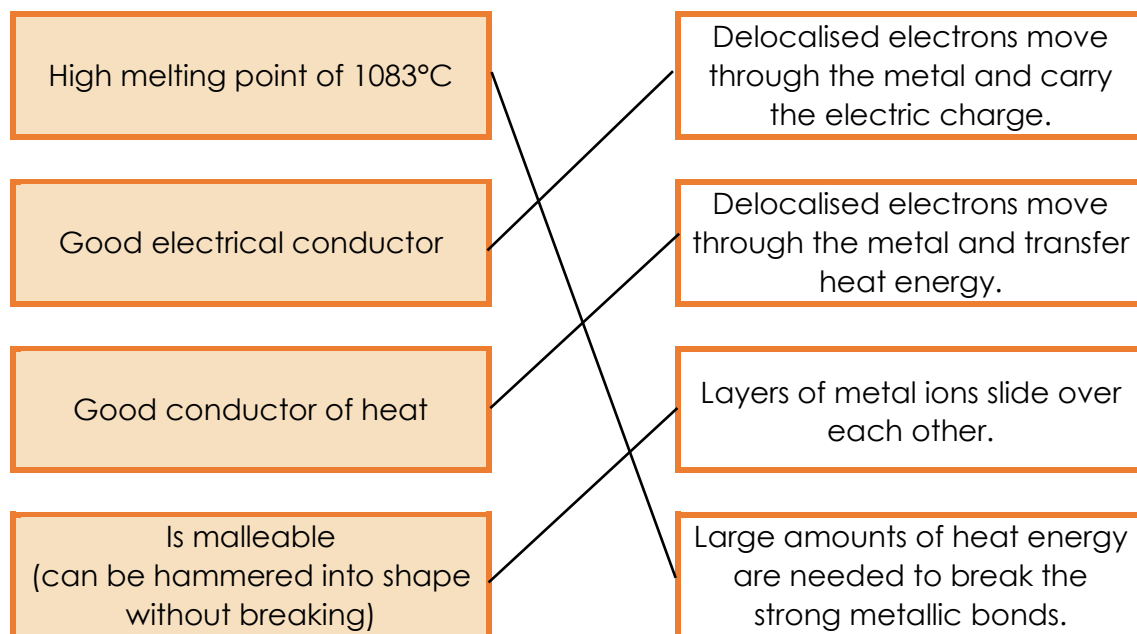 High melting point of 1083°C
Delocalised electrons move
through the metal and carry
the electric charge.
Good electrical conductor
Delocalised electrons move
through the metal and transfer
heat energy.
Good conductor of heat
Layers of metal ions slide over
each other.
Is malleable
(can be hammered into shape
without breaking)
Large amounts of heat energy
are needed to break the
strong metallic bonds.